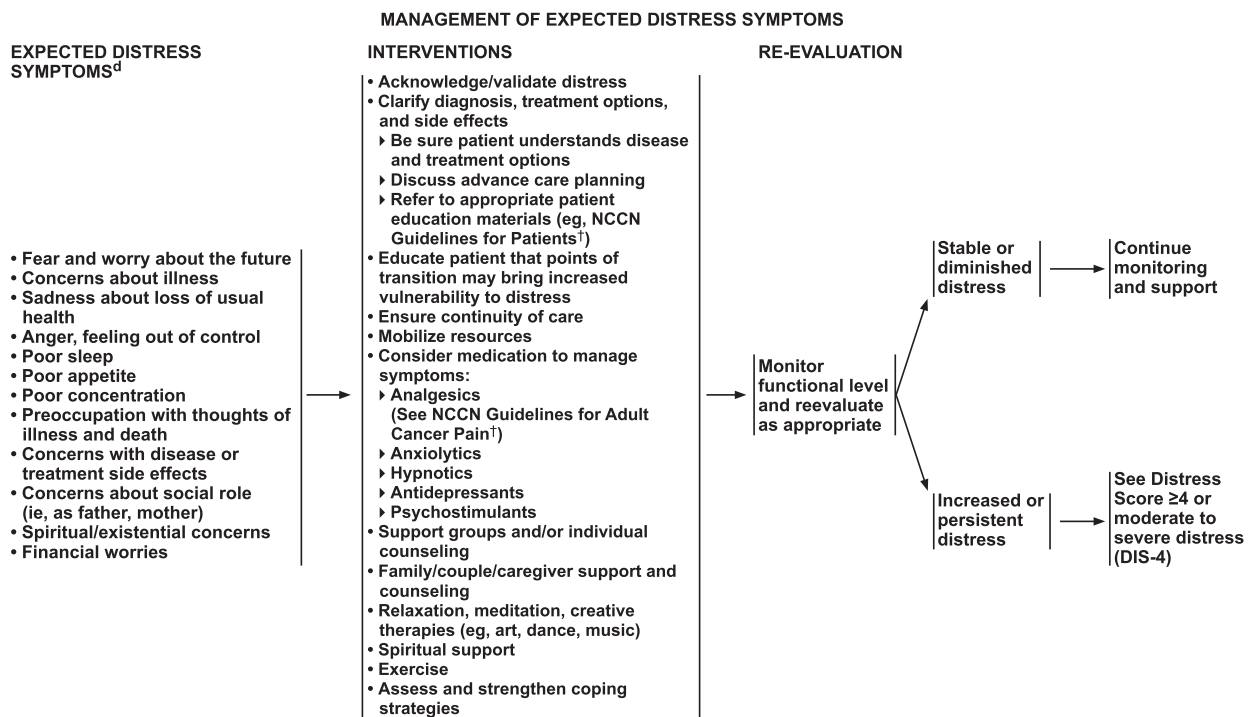 MANAGEMENT OF EXPECTED DISTRESS SYMPTOMS
EXPECTED DISTRESS
SYMPTOMSd
• Fear and worry about the future
• Concerns about illness
• Sadness about loss of usual
health
• Anger, feeling out of control
• Poor sleep
• Poor appetite
• Poor concentration
• Preoccupation with thoughts of
illness and death
• Concerns with disease or
treatment side effects
• Concerns about social role
(ie, as father, mother)
• Spiritual/existential concerns
• Financial worries
INTERVENTIONS
• Acknowledge/validate distress
• Clarify diagnosis, treatment options,
and side effects
▸ Be sure patient understands disease
and treatment options
▸ Discuss advance care planning
▸ Refer to appropriate patient
education materials (eg, NCCN
Guidelines for Patients†)
• Educate patient that points of
transition may bring increased
vulnerability to distress
• Ensure continuity of care
• Mobilize resources
• Consider medication to manage
symptoms:
▸ Analgesics
(See NCCN Guidelines for Adult
Cancer Pain†)
▸ Anxiolytics
▸ Hypnotics
▸ Antidepressants
▸ Psychostimulants
• Support groups and/or individual
counseling
• Family/couple/caregiver support and
counseling
• Relaxation, meditation, creative
therapies (eg, art, dance, music)
• Spiritual support
• Exercise
• Assess and strengthen coping
strategies
RE-EVALUATION
Monitor
functional level
and reevaluate
as appropriate
Stable or
diminished
distress
Continue
monitoring
and support
Increased or
persistent
distress
See Distress
Score ≥4 or
moderate to
severe distress
(DIS-4)